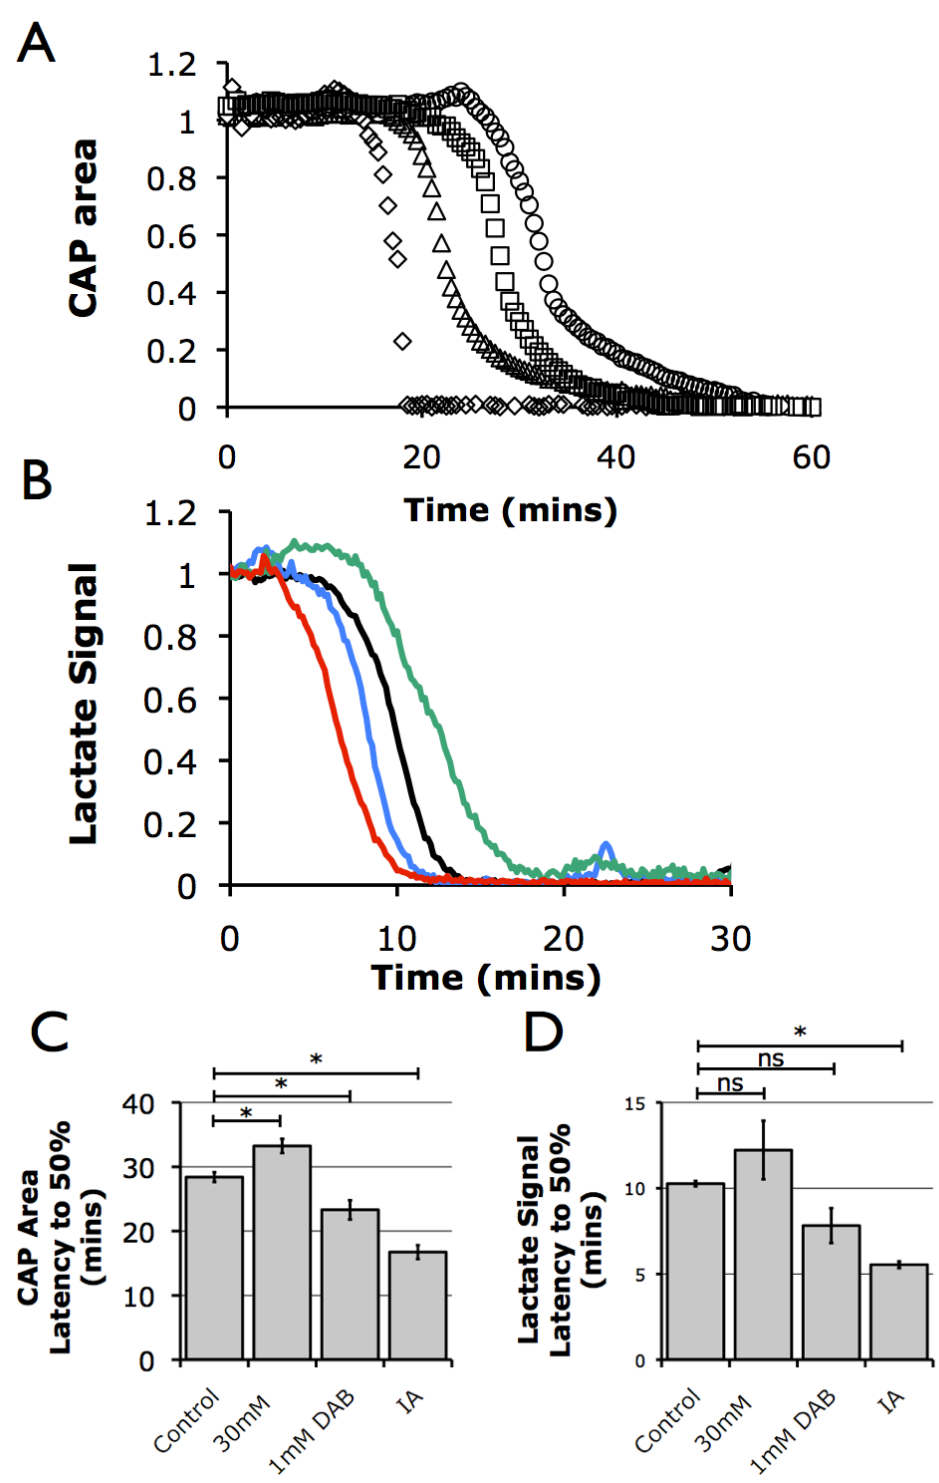 A
1.2
1
0.8
0.6
0.4
0.2
0
CAP area
0 20 40 60
Time (mins)
B
1.2
1
0.8
0.6
0.4
0.2
0
Lactate Signal
0 10 20 30
Time (mins)
C
*
*
*
40
30
20
10
0
CAP Area
Latency to 50%
(mins)
Control
30mM
1mM DAB
IA
D
*
ns
ns
15
10
5
0
Lactate Signal
Latency to 50%
(mins)
Control
30mM
1mM DAB
IA